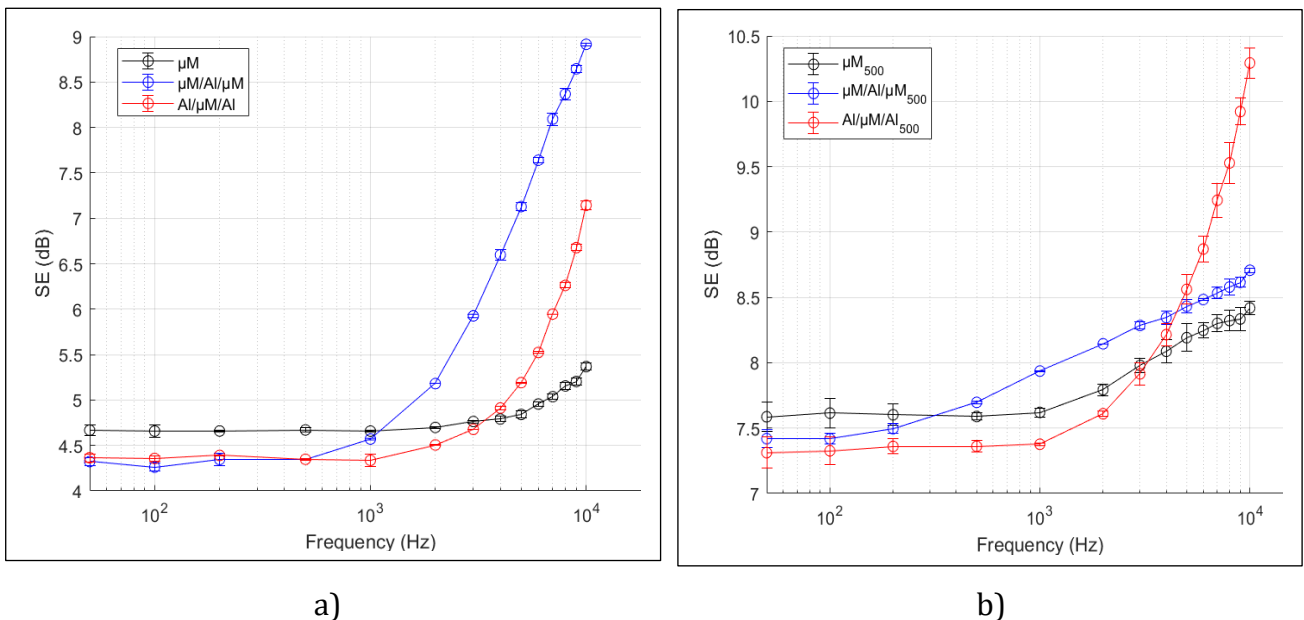 9
8.5
8
7.5
7
6.5
6
5.5
5
4.5
4
SE (dB)
10²
10³
10⁴
Frequency (Hz)
μM
μM/Al/μM
Al/μM/Al
a)
10.5
10
9.5
9
8.5
8
7.5
7
SE (dB)
10²
10³
10⁴
Frequency (Hz)
μM₅₀₀
μM/Al/μM₅₀₀
Al/μM/Al₅₀₀
b)